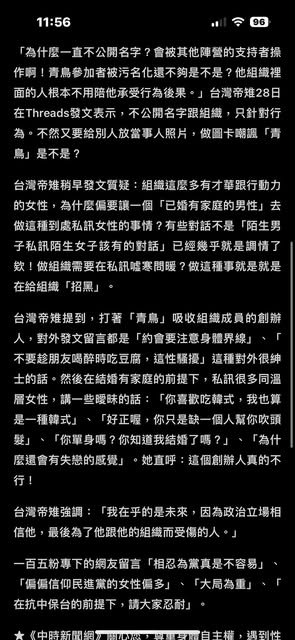 11:56
96
「為什麼一直不公開名字？會被其他陣營的支持者操
作啊！青鳥參加者被污名化還不夠是不是？他組織裡
面的人根本不用陪他承受行為後果。」台灣帝雉28日
在Threads發文表示，不公開名字跟組織，只針對行
為。不然又要給別人放當事人照片，做圖卡嘲諷「青
鳥」是不是？
台灣帝雉稍早發文質疑：組織這麼多有才華跟行動力
的女性，為什麼偏要讓一個「已婚有家庭的男性」去
做這種到處私訊女性的事情？有些對話不是「陌生男
子私訊陌生女子該有的對話」已經幾乎就是調情了
欸！做組織需要在私訊噓寒問暖？做這種事就是就是
在給組織「招黑」。
台灣帝雉提到，打著「青鳥」吸收組織成員的創辦
人，對外發文留言都是「約會要注意身體界線」、「
不要趁朋友喝醉時吃豆腐，這性騷擾」這種對外很紳
士的話。然後在結婚有家庭的前提下，私訊很多同溫
層女性，講一些曖昧的話：「你喜歡吃韓式，我也算
是一種韓式」、「好正喔，你只是缺一個人幫你吹頭
髮」、「你單身嗎？你知道我結婚了嗎？」、「為什
麼還會有失戀的感覺」。她直呼：這個創辦人真的不
行！
台灣帝雉強調：「我在乎的是未來，因為政治立場相
信他，最後為了他跟他的組織而受傷的人。」
一百五粉專下的網友留言「相忍為黨真是不容易」、
「偏偏信仰民進黨的女性偏多」、「大局為重」、「
在抗中保台的前提下，請大家忍耐」。
★《中時新聞網》關心您，尊重身體自主權，遇到性